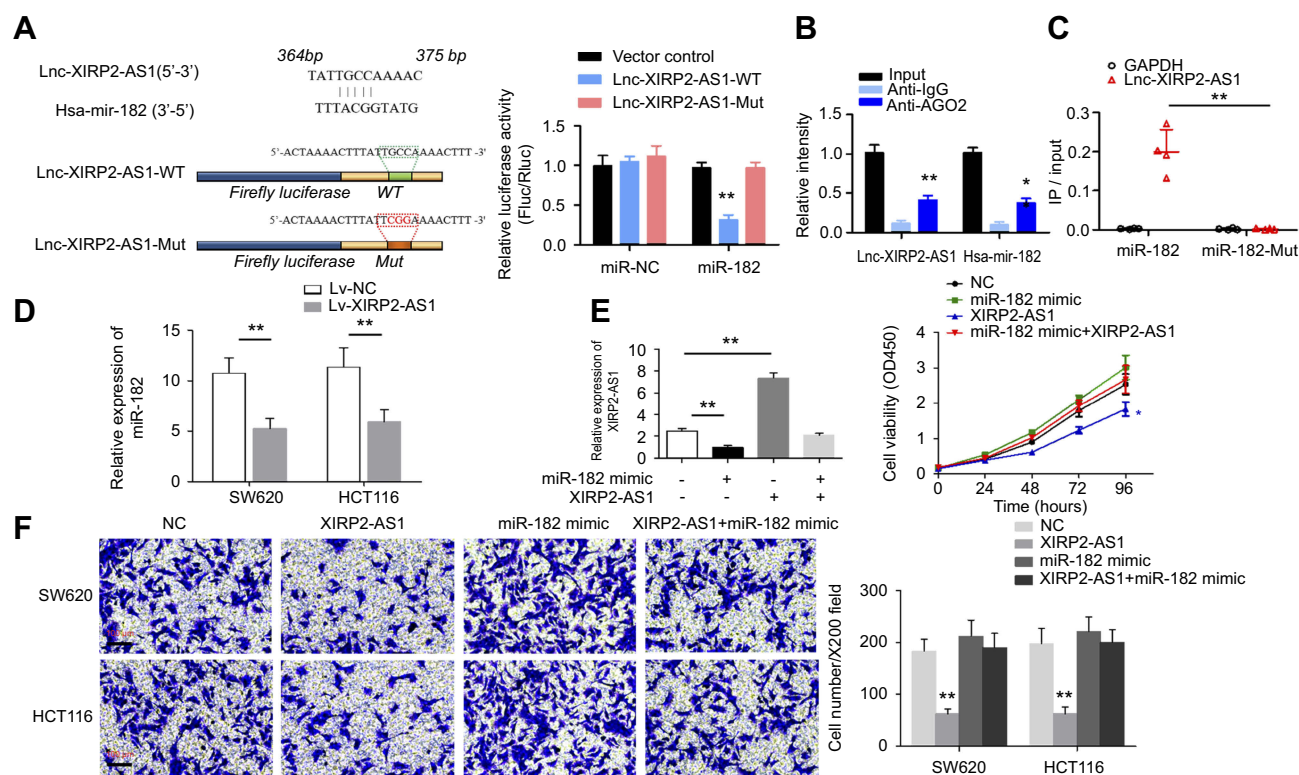 A
364bp 375 bp
Lnc-XIRP2-AS1(5'-3') TATTGCCAAAAC
Hsa-mir-182 (3'-5') TTTACGGTATG
5'-ACTAAAACTTTATTTGCCAAAACTTT -3'
Lnc-XIRP2-AS1-WT
Firefly luciferase WT
5'-ACTAAAACTTTATTCGGAAAACTTT -3'
Lnc-XIRP2-AS1-Mut
Firefly luciferase Mut
Vector control
Lnc-XIRP2-AS1-WT
Lnc-XIRP2-AS1-Mut
Relative luciferase activity
(Fluc/Rluc)
1.5
1.0
0.5
0.0
**
miR-NC miR-182
B
Input
Anti-IgG
Anti-AGO2
Relative intensity
1.5
1.0
0.5
0.0
** *
Lnc-XIRP2-AS1 Hsa-mir-182
C
GAPDH
Lnc-XIRP2-AS1
**
IP / input
0.3
0.2
0.1
0.0
miR-182 miR-182-Mut
D
Lv-NC
Lv-XIRP2-AS1
Relative expression of
miR-182
15
10
5
0
** **
SW620 HCT116
E
Relative expression of
XIRP2-AS1
10
8
6
4
2
0
**
**
miR-182 mimic - + - +
XIRP2-AS1 - - + +
NC
miR-182 mimic
XIRP2-AS1
miR-182 mimic+XIRP2-AS1
Cell viability (OD450)
4
3
2
1
0
*
0 24 48 72 96
Time (hours)
F
NC XIRP2-AS1 miR-182 mimic XIRP2-AS1+miR-182 mimic
SW620
HCT116
NC
XIRP2-AS1
miR-182 mimic
XIRP2-AS1+miR-182 mimic
Cell number/X200 field
300
200
100
0
** **
SW620 HCT116